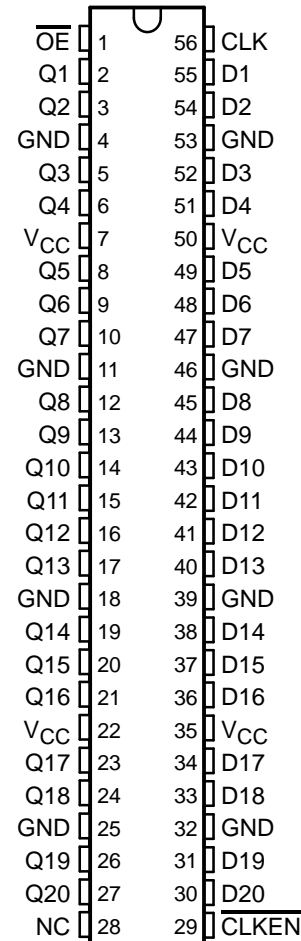 OE 1 56 CLK
Q1 2 55 D1
Q2 3 54 D2
GND 4 53 GND
Q3 5 52 D3
Q4 6 51 D4
VCC 7 50 VCC
Q5 8 49 D5
Q6 9 48 D6
Q7 10 47 D7
GND 11 46 GND
Q8 12 45 D8
Q9 13 44 D9
Q10 14 43 D10
Q11 15 42 D11
Q12 16 41 D12
Q13 17 40 D13
GND 18 39 GND
Q14 19 38 D14
Q15 20 37 D15
Q16 21 36 D16
VCC 22 35 VCC
Q17 23 34 D17
Q18 24 33 D18
GND 25 32 GND
Q19 26 31 D19
Q20 27 30 D20
NC 28 29 CLKEN